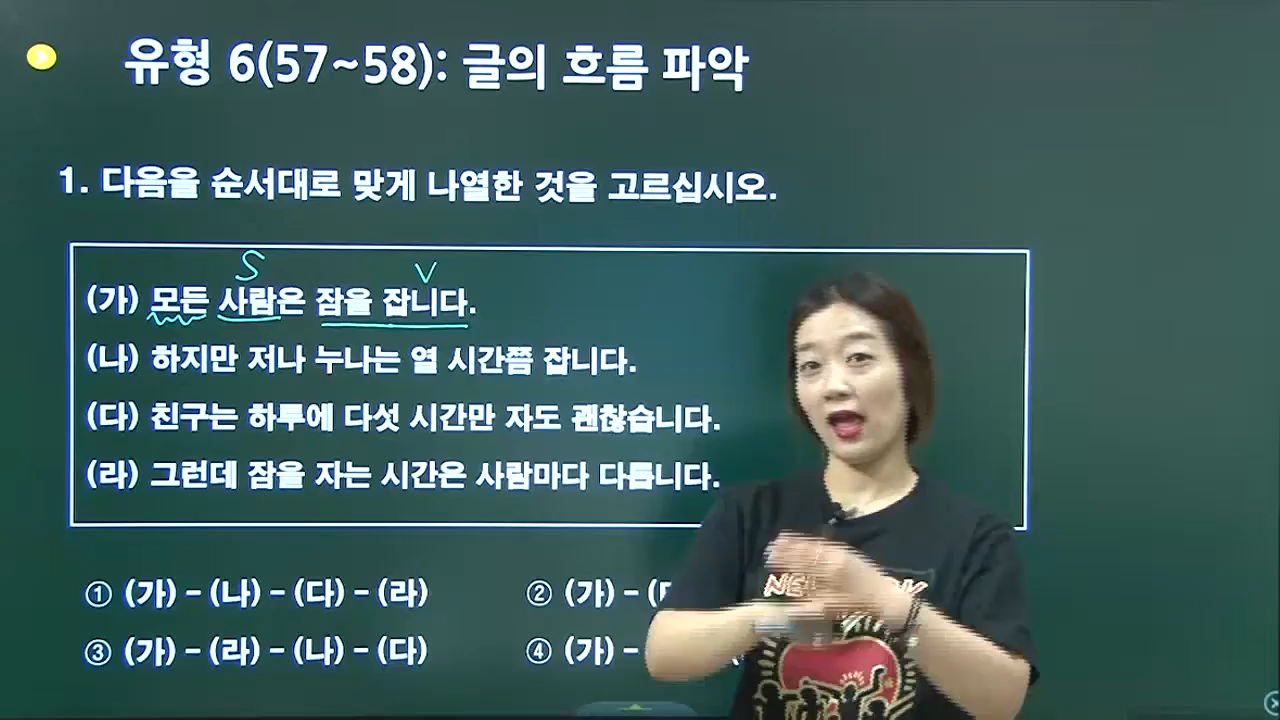 유형 6(57~58): 글의 흐름 파악
1. 다음을 순서대로 맞게 나열한 것을 고르십시오.
S V
(가) 모든 사람은 잠을 잡니다.
(나) 하지만 저나 누나는 열 시간쯤 잡니다.
(다) 친구는 하루에 다섯 시간만 자도 괜찮습니다.
(라) 그런데 잠을 자는 시간은 사람마다 다릅니다.
① (가) – (나) – (다) – (라) ② (가) –
③ (가) – (라) – (나) – (다) ④ (가) –